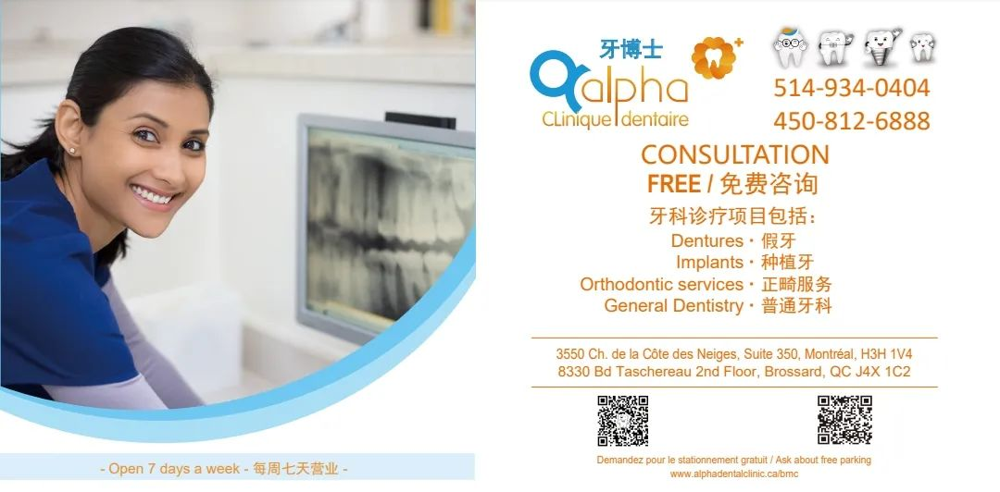 牙博士
alpha
CLinique dentaire
514-934-0404
450-812-6888
CONSULTATION
FREE / 免费咨询
牙科诊疗项目包括：
Dentures · 假牙
Implants · 种植牙
Orthodontic services · 正畸服务
General Dentistry · 普通牙科
3550 Ch. de la Côte des Neiges, Suite 350, Montréal, H3H 1V4
8330 Bd Taschereau 2nd Floor, Brossard, QC J4X 1C2
Demandez pour le stationnement gratuit / Ask about free parking
www.alphadentalclinic.ca/bmc
- Open 7 days a week - 每周七天营业 -